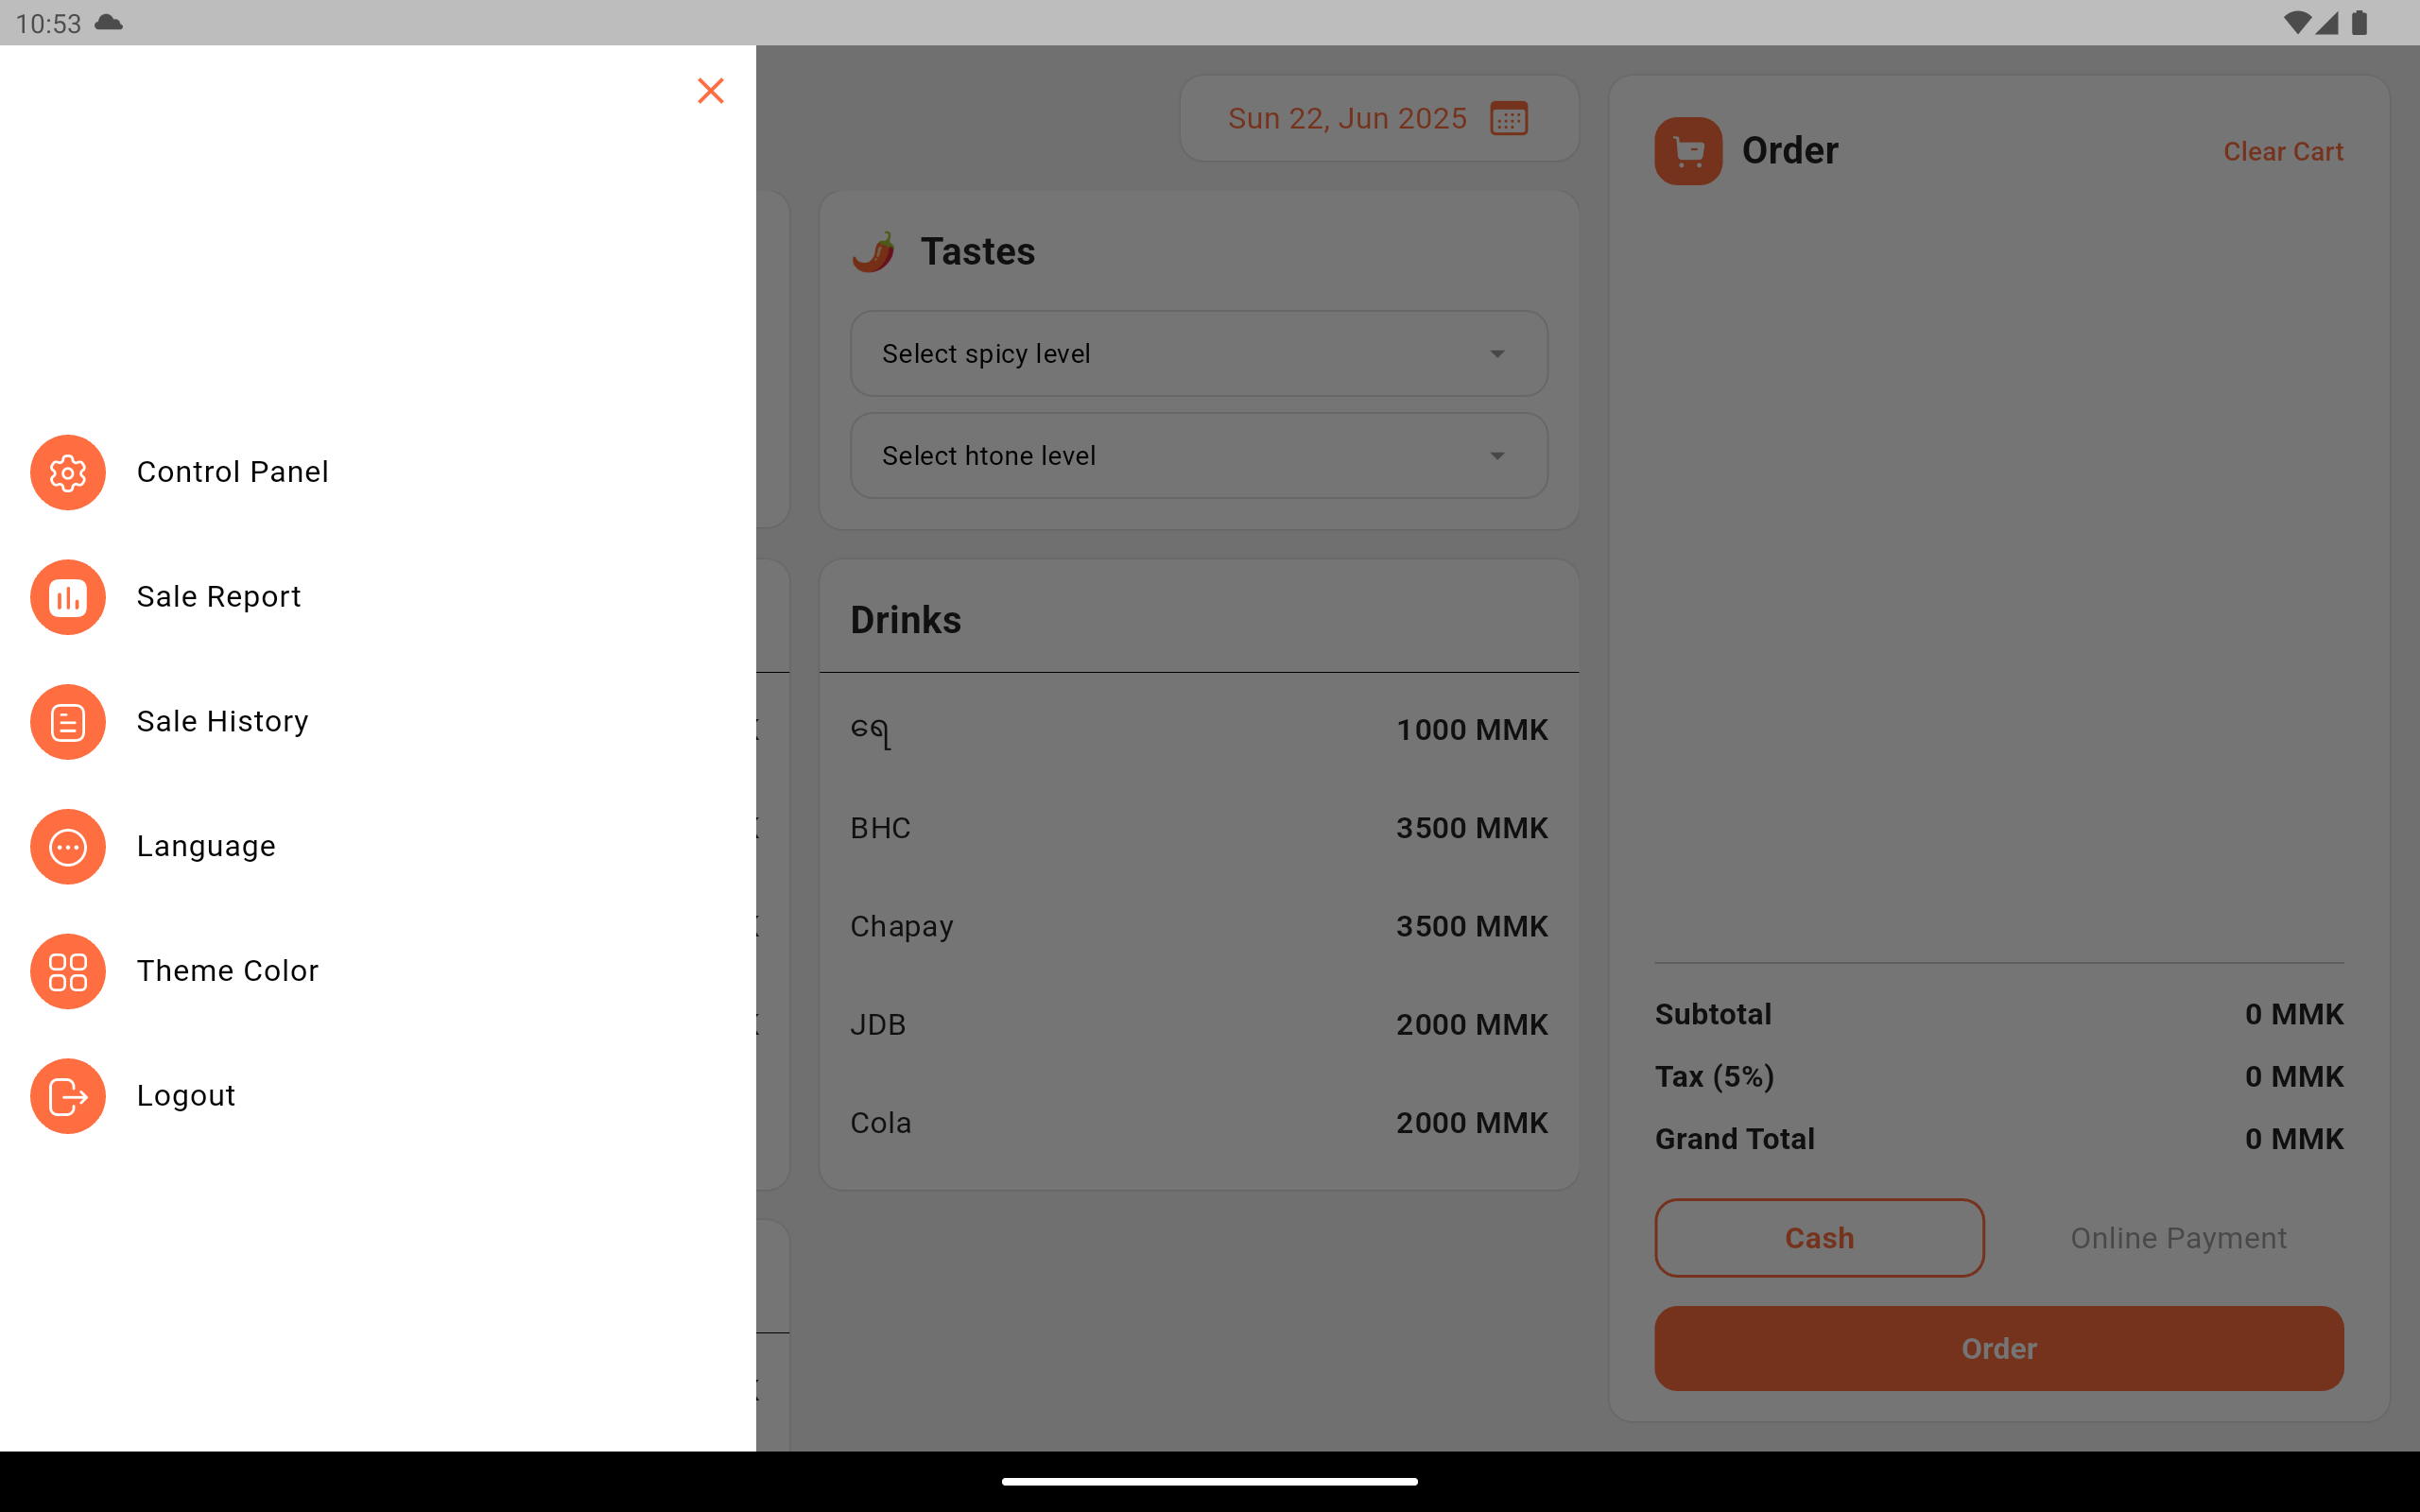 10:53
Control Panel
Sale Report
Sale History
Language
Theme Color
Logout
Sun 22, Jun 2025
Tastes
Select spicy level
Select htone level
Drinks
ရေ 1000 MMK
BHC 3500 MMK
Chapay 3500 MMK
JDB 2000 MMK
Cola 2000 MMK
Order
Clear Cart
Subtotal 0 MMK
Tax (5%) 0 MMK
Grand Total 0 MMK
Cash
Online Payment
Order